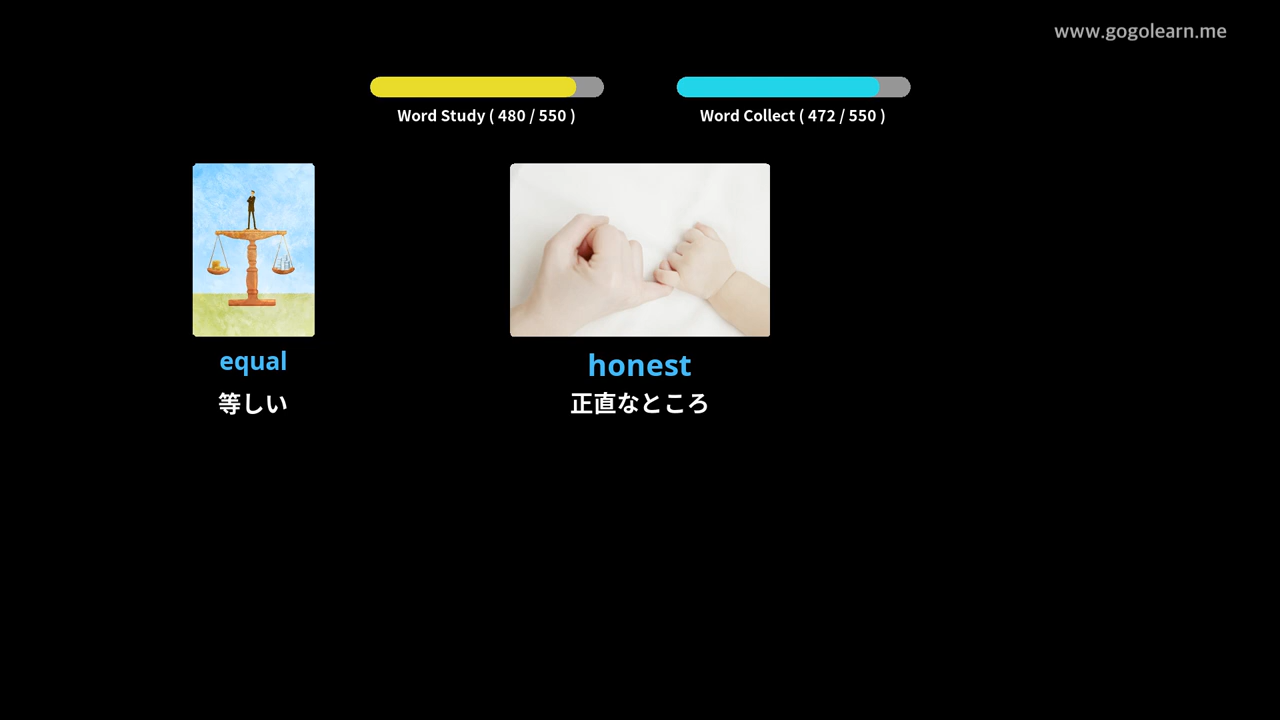 www.gogolearn.me
Word Study ( 480 / 550 )
Word Collect ( 472 / 550 )
equal
等しい
honest
正直なところ